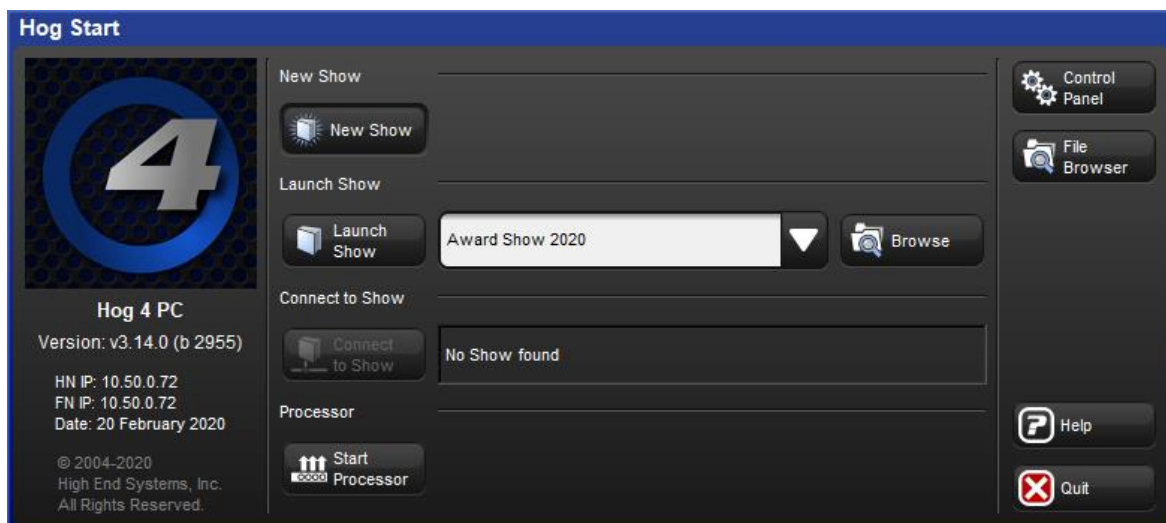 Hog Start
4
Hog 4 PC
Version: v3.14.0 (b 2955)
HN IP: 10.50.0.72
FN IP: 10.50.0.72
Date: 20 February 2020
© 2004-2020
High End Systems, Inc.
All Rights Reserved.
New Show
New Show
Launch Show
Launch
Show
Award Show 2020
Browse
Connect to Show
Connect
to Show
No Show found
Processor
Start
Processor
Control
Panel
File
Browser
Help
Quit